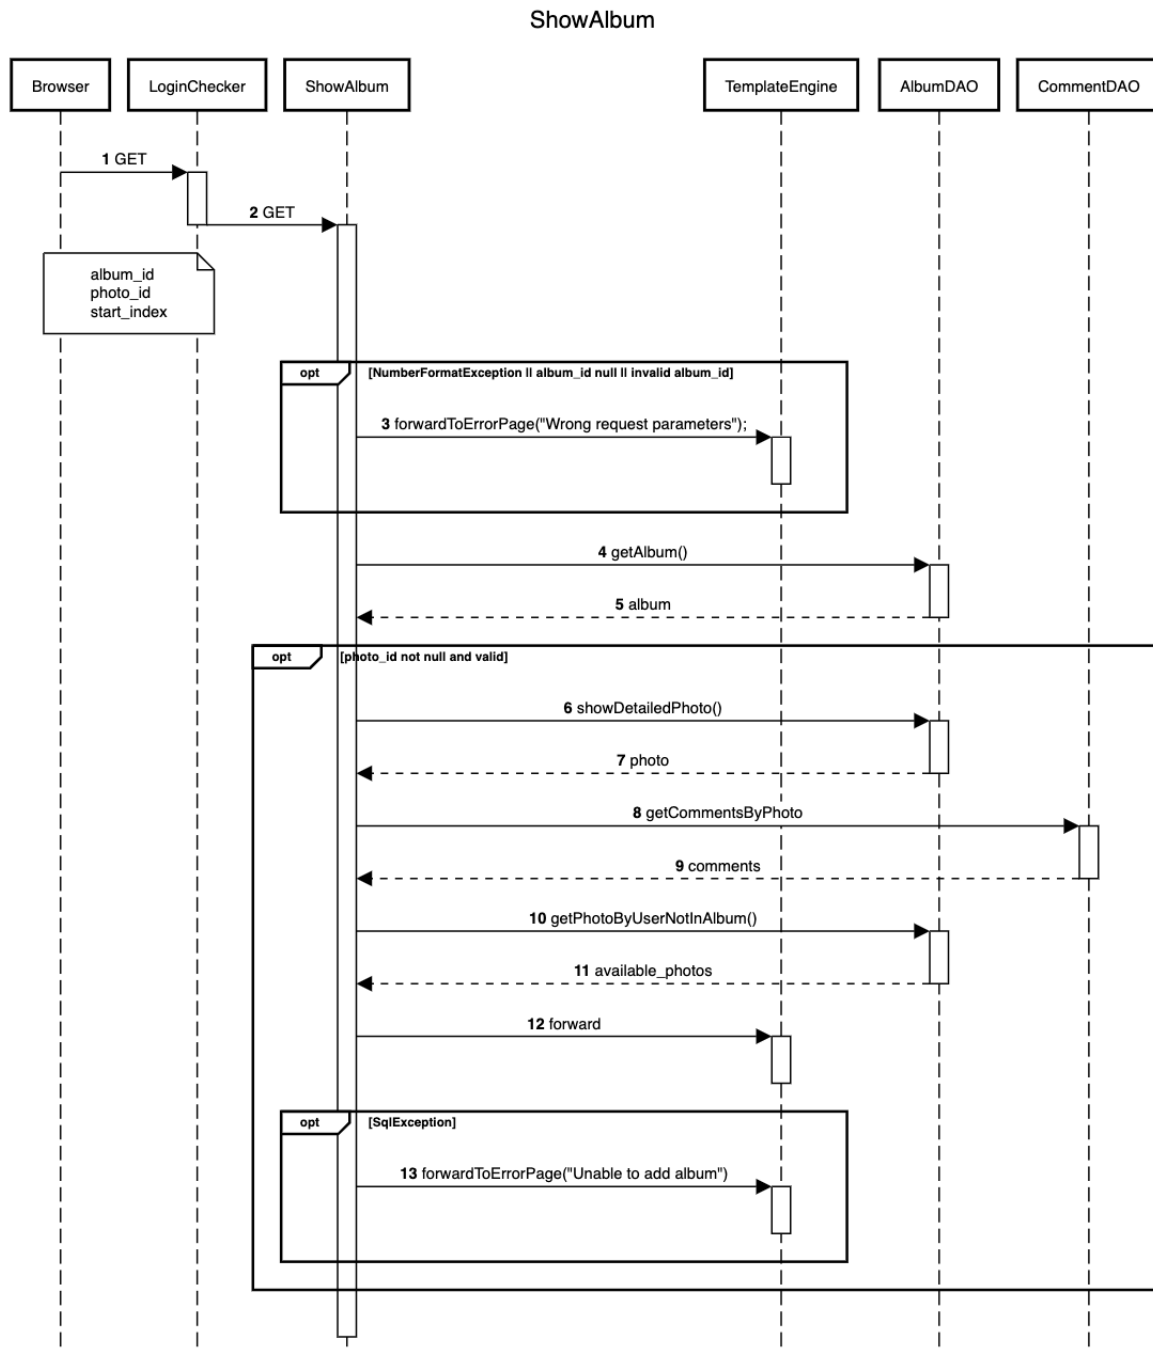 ShowAlbum
Browser
LoginChecker
ShowAlbum
TemplateEngine
AlbumDAO
CommentDAO
1 GET
2 GET
album_id
photo_id
start_index
opt
[NumberFormatException || album_id null || invalid album_id]
3 forwardToErrorPage("Wrong request parameters");
4 getAlbum()
5 album
opt
[photo_id not null and valid]
6 showDetailedPhoto()
7 photo
8 getCommentsByPhoto
9 comments
10 getPhotoByUserNotInAlbum()
11 available_photos
12 forward
opt
[SqlException]
13 forwardToErrorPage("Unable to add album")